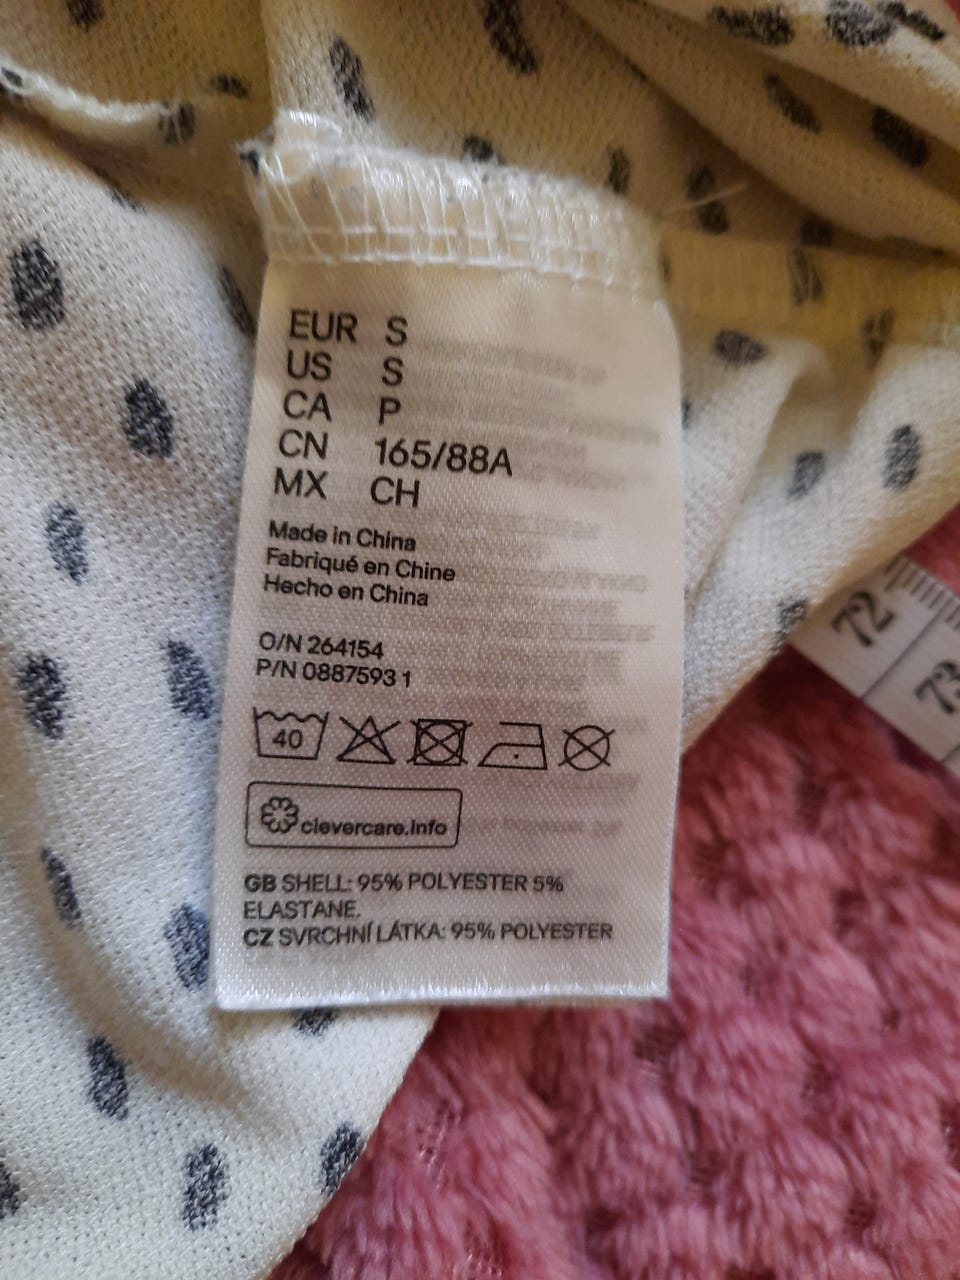 EUR S
US S
CA P
CN 165/88A
MX CH
Made in China
Fabriqué en Chine
Hecho en China
O/N 264154
P/N 0887593 1
40
clevercare.info
GB SHELL: 95% POLYESTER 5%
ELASTANE.
CZ SVRCHNÍ LÁTKA: 95% POLYESTER
72
73